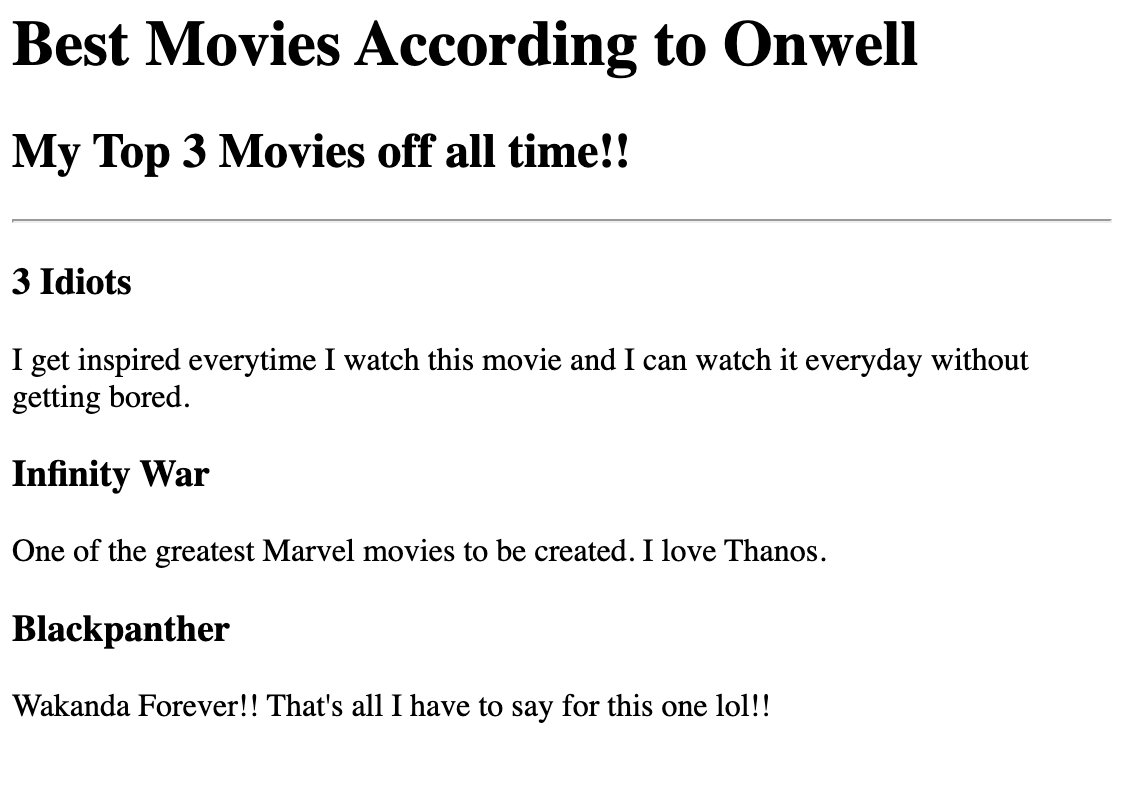 Best Movies According to Onwell
My Top 3 Movies off all time!!
3 Idiots
I get inspired everytime I watch this movie and I can watch it everyday without
getting bored.
Infinity War
One of the greatest Marvel movies to be created. I love Thanos.
Blackpanther
Wakanda Forever!! That's all I have to say for this one lol!!